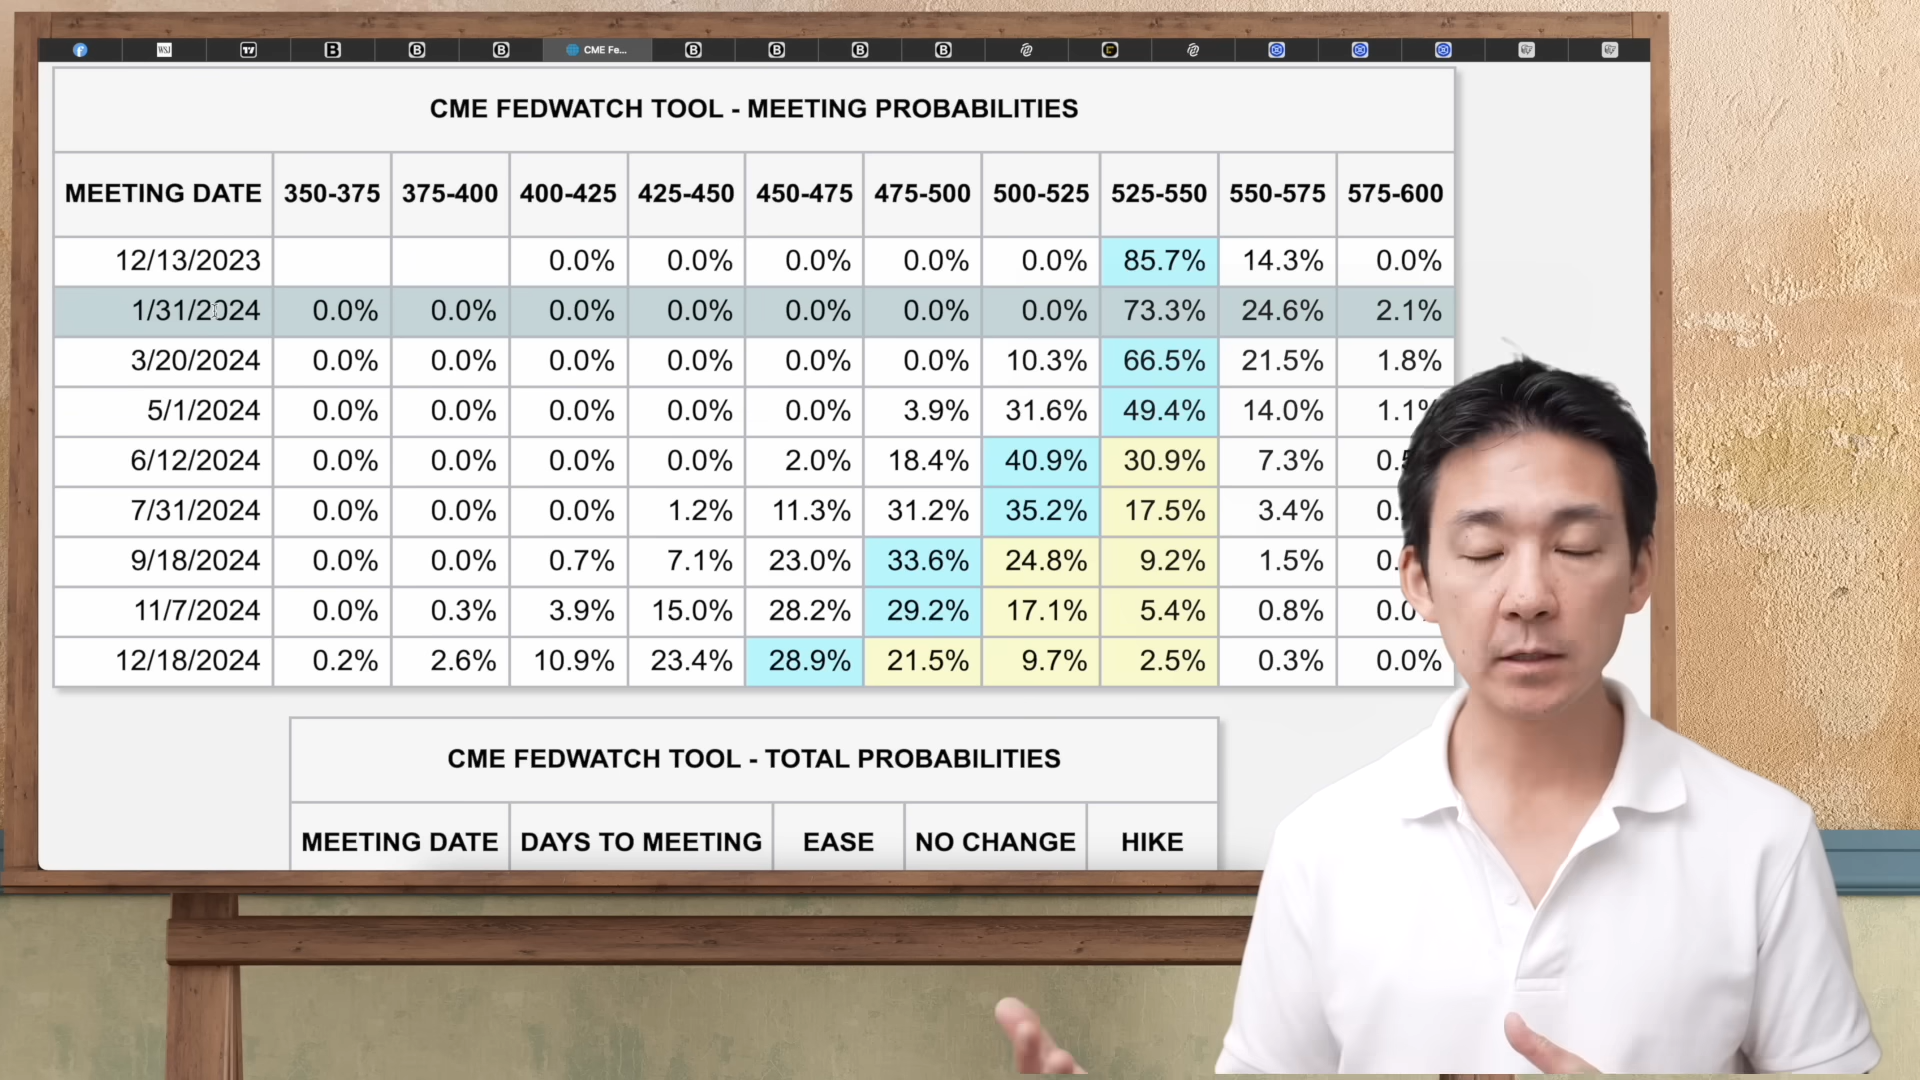 WSJ
CME Fe...
CME FEDWATCH TOOL - MEETING PROBABILITIES
MEETING DATE 350-375 375-400 400-425 425-450 450-475 475-500 500-525 525-550 550-575 575-600
12/13/2023 0.0% 0.0% 0.0% 0.0% 0.0% 85.7% 14.3% 0.0%
1/31/2024 0.0% 0.0% 0.0% 0.0% 0.0% 0.0% 0.0% 73.3% 24.6% 2.1%
3/20/2024 0.0% 0.0% 0.0% 0.0% 0.0% 0.0% 10.3% 66.5% 21.5% 1.8%
5/1/2024 0.0% 0.0% 0.0% 0.0% 0.0% 3.9% 31.6% 49.4% 14.0% 1.1%
6/12/2024 0.0% 0.0% 0.0% 0.0% 2.0% 18.4% 40.9% 30.9% 7.3%
7/31/2024 0.0% 0.0% 0.0% 1.2% 11.3% 31.2% 35.2% 17.5% 3.4%
9/18/2024 0.0% 0.0% 0.7% 7.1% 23.0% 33.6% 24.8% 9.2% 1.5%
11/7/2024 0.0% 0.3% 3.9% 15.0% 28.2% 29.2% 17.1% 5.4% 0.8%
12/18/2024 0.2% 2.6% 10.9% 23.4% 28.9% 21.5% 9.7% 2.5% 0.3% 0.0%
CME FEDWATCH TOOL - TOTAL PROBABILITIES
MEETING DATE DAYS TO MEETING EASE NO CHANGE HIKE